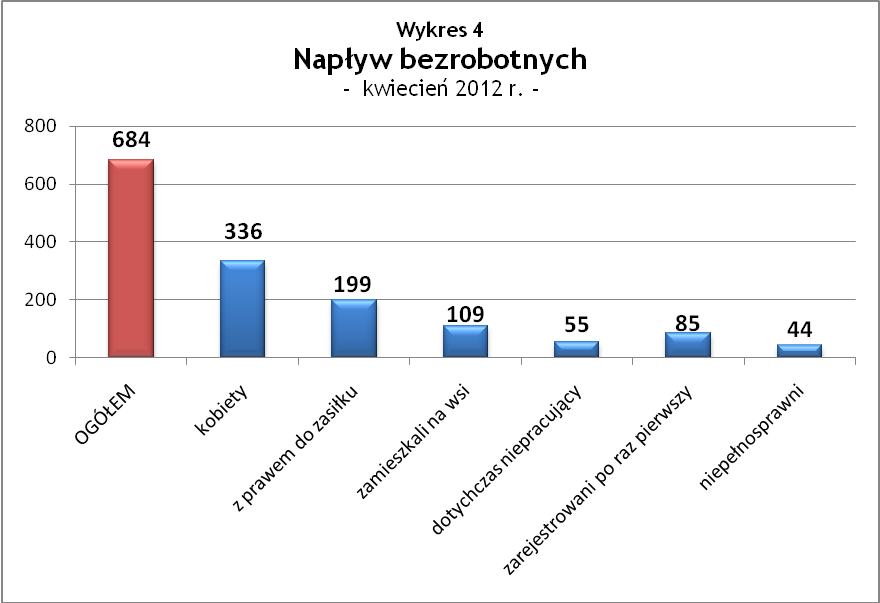 Wykres 4
Napływ bezrobotnych
- kwiecień 2012 r. -
800
600
400
200
0
684
336
199
109
55
85
44
OGÓŁEM
kobiety
z prawem do zasiłku
zamieszkali na wsi
dotychczas niepracujący
zarejestrowani po raz pierwszy
niepełnosprawni